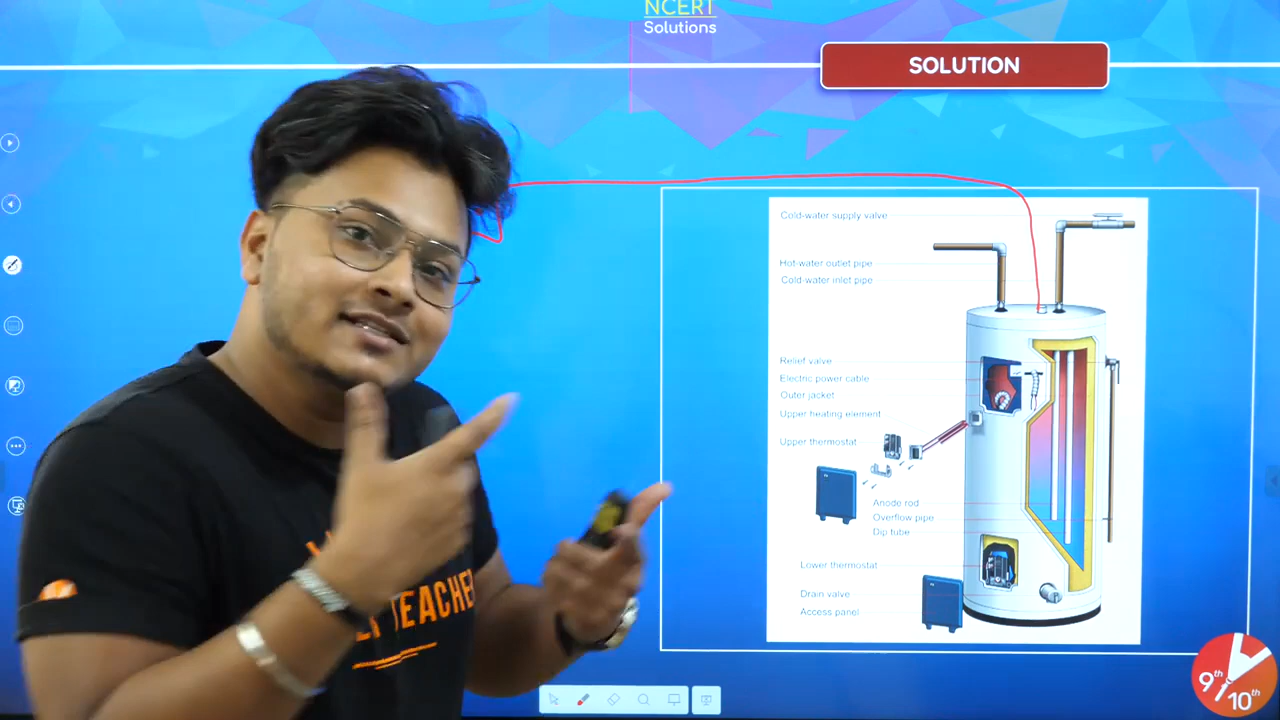 NCERT
Solutions
SOLUTION
Cold-water supply valve
Hot-water outlet pipe
Cold-water inlet pipe
Relief valve
Electric power cable
Outer jacket
Upper heating element
Upper thermostat
Anode rod
Overflow pipe
Dip tube
Lower thermostat
Drain valve
Access panel
TEACHER
9th
10th